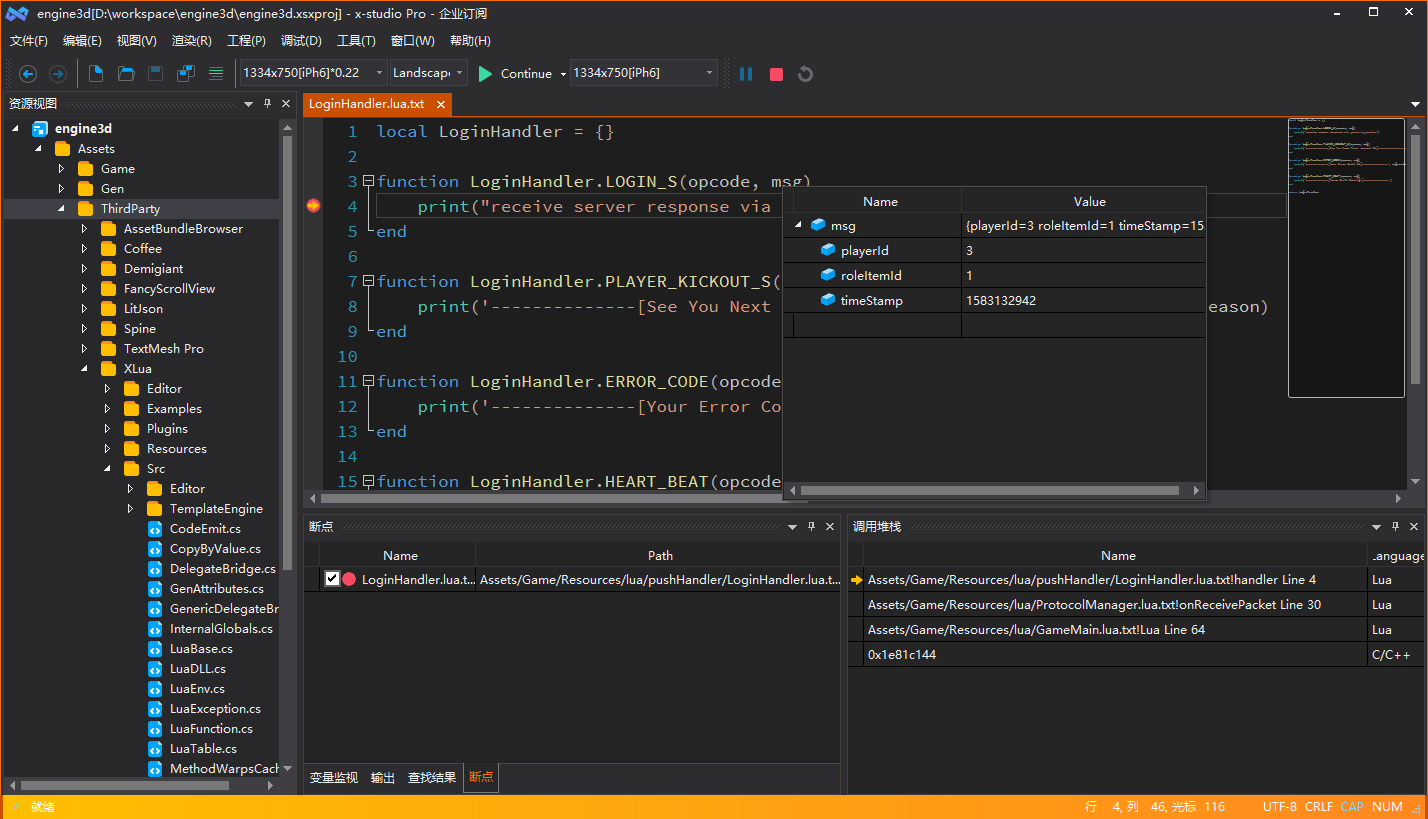 engine3d[D:\workspace\engine3d\engine3d.xsxproj] - x-studio Pro - 企业订阅
文件(F) 编辑(E) 视图(V) 渲染(R) 工程(P) 调试(D) 工具(T) 窗口(W) 帮助(H)
1334x750[iPh6]*0.22 Landscap Continue 1334x750[iPh6]
资源视图
engine3d
Assets
Game
Gen
ThirdParty
AssetBundleBrowser
Coffee
Demigiant
FancyScrollView
LitJson
Spine
TextMesh Pro
XLua
Editor
Examples
Plugins
Resources
Src
Editor
TemplateEngine
CodeEmit.cs
CopyByValue.cs
DelegateBridge.cs
GenAttributes.cs
GenericDelegateBr
InternalGlobals.cs
LuaBase.cs
LuaDLL.cs
LuaEnv.cs
LuaException.cs
LuaFunction.cs
LuaTable.cs
MethodWarpsCach
LoginHandler.lua.txt
1 local LoginHandler = {}
2
3 function LoginHandler.LOGIN_S(opcode, msg)
4 print("receive server response via
5 end
6
7 function LoginHandler.PLAYER_KICKOUT_S(
8 print('--------------[See You Next eason)
9 end
10
11 function LoginHandler.ERROR_CODE(opcode
12 print('--------------[Your Error Co
13 end
14
15 function LoginHandler.HEART_BEAT(opcode
Name Value
msg {playerId=3 roleItemId=1 timeStamp=15
playerId 3
roleItemId 1
timeStamp 1583132942
断点
Name Path
LoginHandler.lua.t... Assets/Game/Resources/lua/pushHandler/LoginHandler.lua.t...
变量监视 输出 查找结果 断点
调用堆栈
Name Language
Assets/Game/Resources/lua/pushHandler/LoginHandler.lua.txt!handler Line 4 Lua
Assets/Game/Resources/lua/ProtocolManager.lua.txt!onReceivePacket Line 30 Lua
Assets/Game/Resources/lua/GameMain.lua.txt!Lua Line 64 Lua
0x1e81c144 C/C++
就绪 行 4, 列 46, 光标 116 UTF-8 CRLF CAP NUM